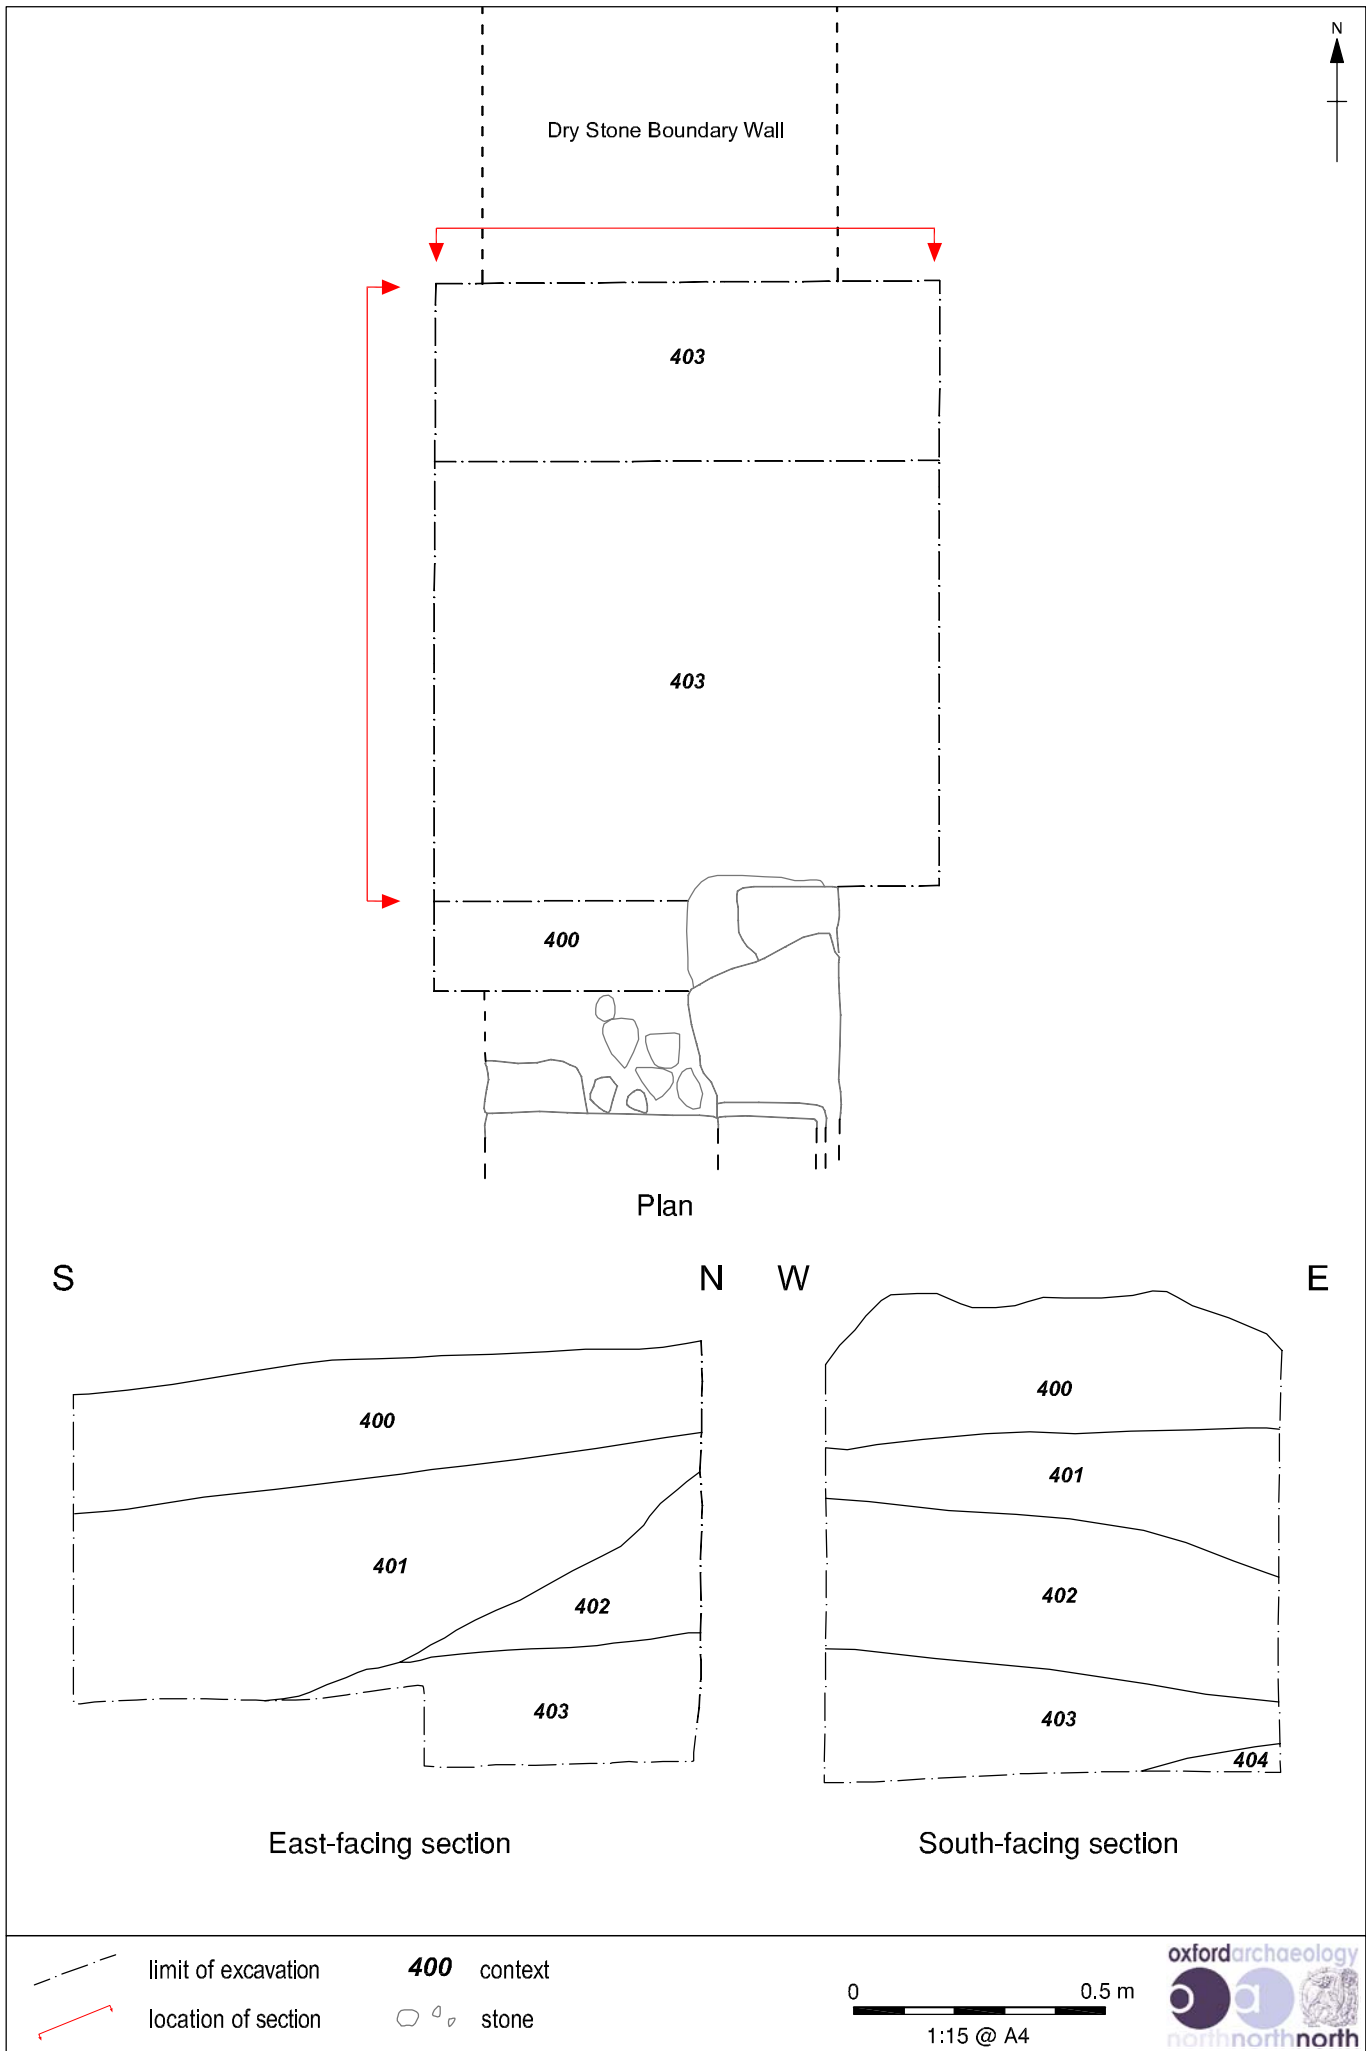 N
Dry Stone Boundary Wall
403
403
400
Plan
S
N
W
E
400
401
402
403
East-facing section
400
401
402
403
404
South-facing section
limit of excavation
400 context
location of section
stone
0 0.5 m
1:15 @ A4
oxfordarchaeology
o a
northnorthnorth